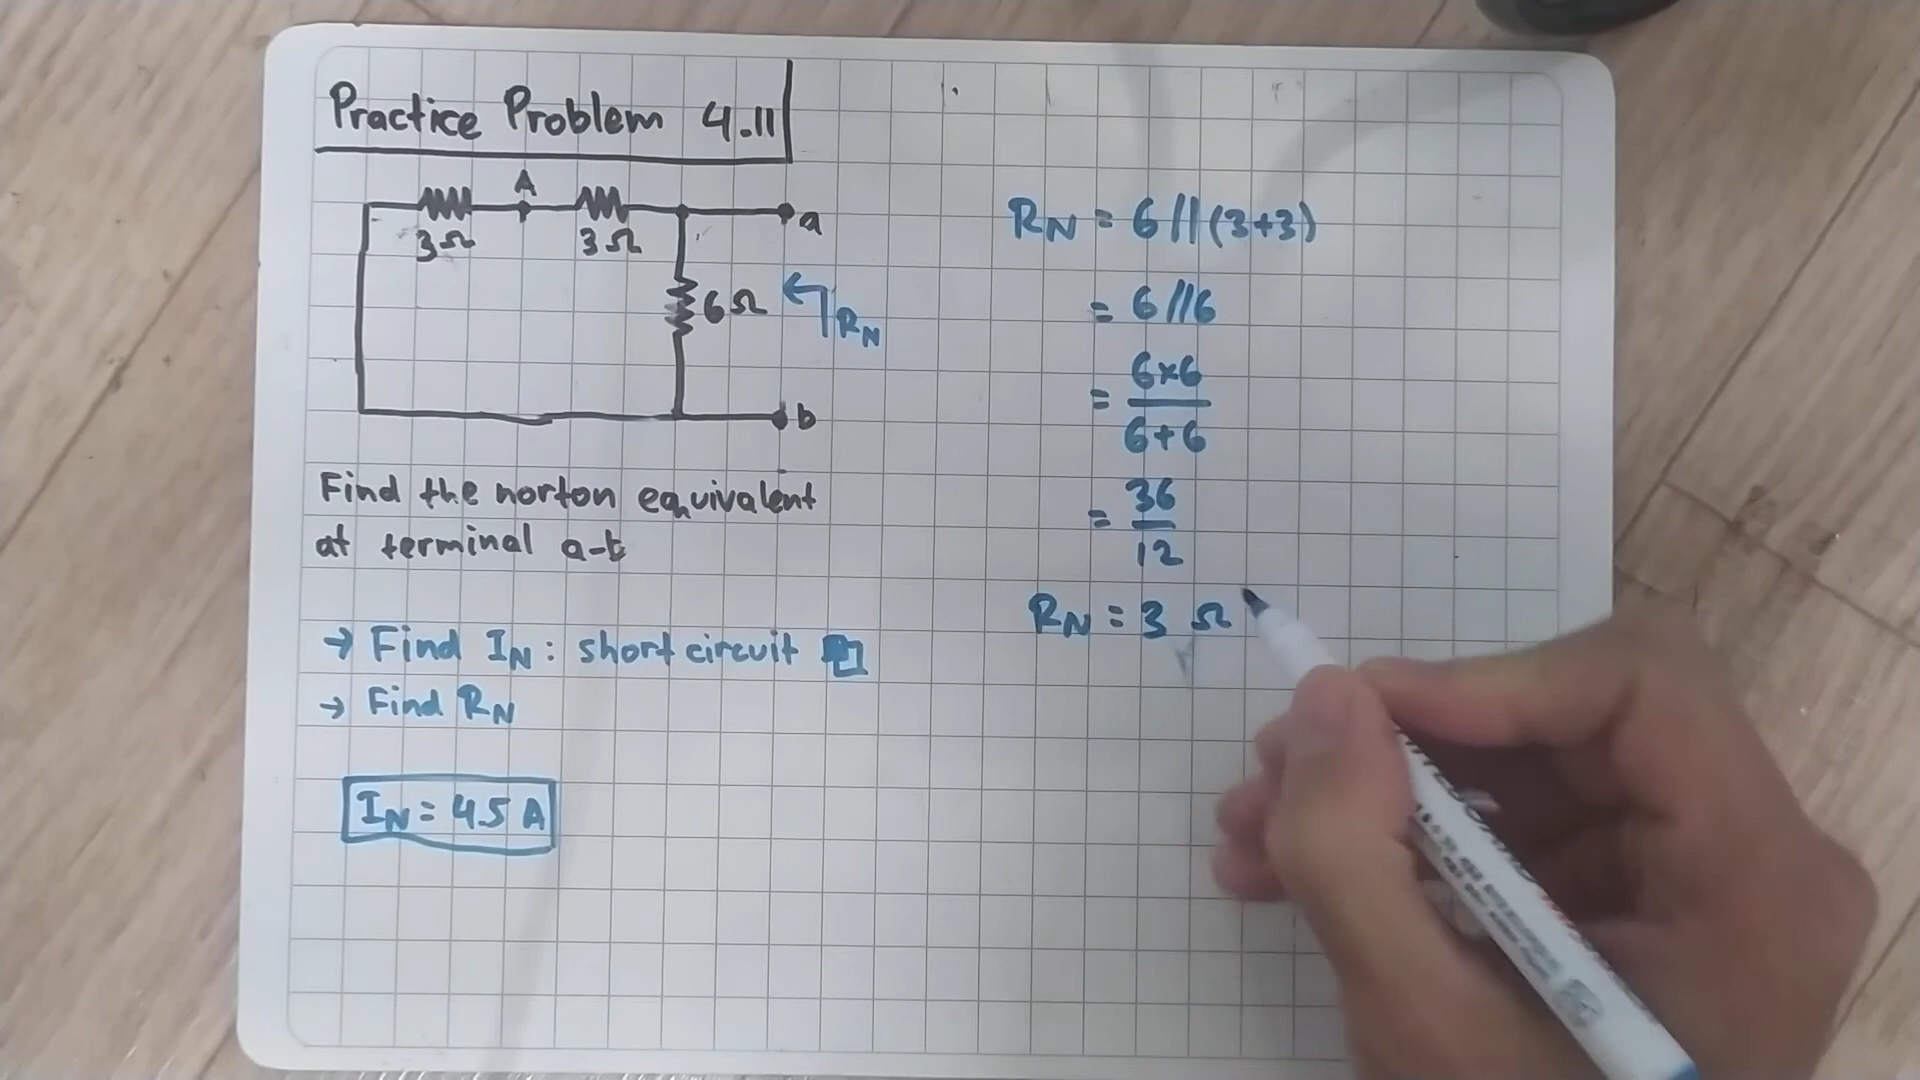 Practice Problem 4.11
A
3Ω
3Ω
a
6Ω
RN
b
Find the norton equivalent
at terminal a-b
→ Find IN: short circuit
→ Find RN
IN = 4.5 A
RN = 6 // (3+3)
= 6 // 6
= 6×6
6+6
= 36
12
RN = 3 Ω